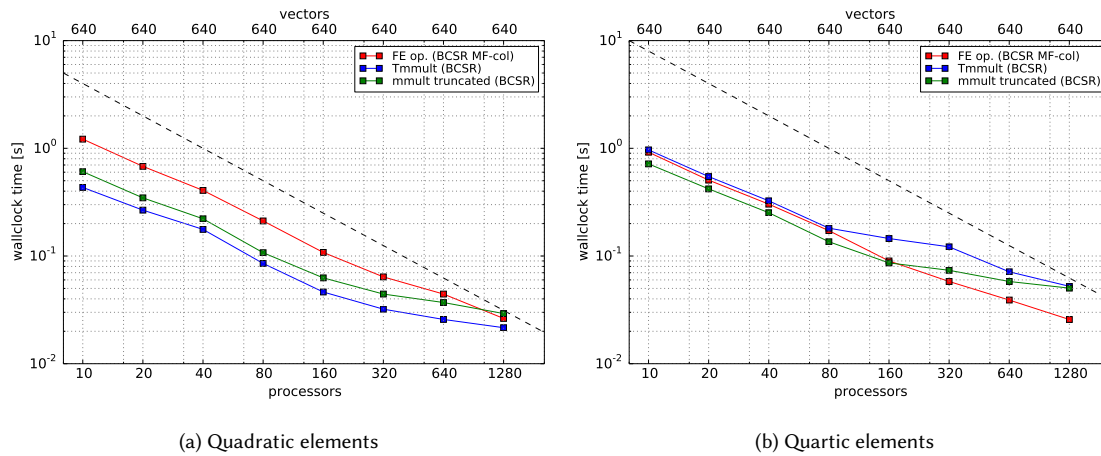 vectors
640 640 640 640 640 640 640 640
10^1
FE op. (BCSR MF-col)
Tmmult (BCSR)
mmult truncated (BCSR)
10^0
wallclock time [s]
10^-1
10^-2
10 20 40 80 160 320 640 1280
processors
(a) Quadratic elements
vectors
640 640 640 640 640 640 640 640
10^1
FE op. (BCSR MF-col)
Tmmult (BCSR)
mmult truncated (BCSR)
10^0
wallclock time [s]
10^-1
10^-2
10 20 40 80 160 320 640 1280
processors
(b) Quartic elements